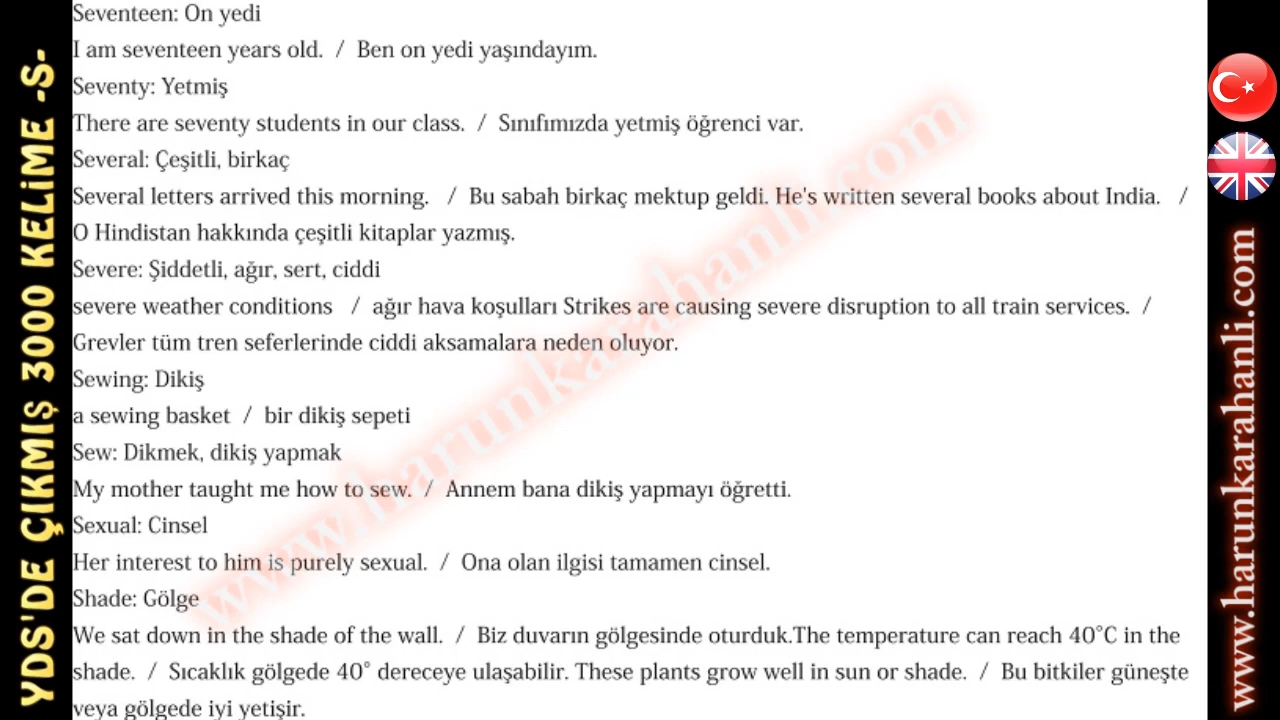 YDS'DE ÇIKMIŞ 3000 KELİME -S-
Seventeen: On yedi
I am seventeen years old.  /  Ben on yedi yaşındayım.
Seventy: Yetmiş
There are seventy students in our class.  /  Sınıfımızda yetmiş öğrenci var.
Several: Çeşitli, birkaç
Several letters arrived this morning.   /  Bu sabah birkaç mektup geldi. He's written several books about India.   /
O Hindistan hakkında çeşitli kitaplar yazmış.
Severe: Şiddetli, ağır, sert, ciddi
severe weather conditions   /  ağır hava koşulları Strikes are causing severe disruption to all train services.  /
Grevler tüm tren seferlerinde ciddi aksamalara neden oluyor.
Sewing: Dikiş
a sewing basket  /  bir dikiş sepeti
Sew: Dikmek, dikiş yapmak
My mother taught me how to sew.  /  Annem bana dikiş yapmayı öğretti.
Sexual: Cinsel
Her interest to him is purely sexual.  /  Ona olan ilgisi tamamen cinsel.
Shade: Gölge
We sat down in the shade of the wall.  /  Biz duvarın gölgesinde oturduk.The temperature can reach 40°C in the
shade.  /  Sıcaklık gölgede 40° dereceye ulaşabilir. These plants grow well in sun or shade.  /  Bu bitkiler güneşte
veya gölgede iyi yetişir.
www.harunkarahanli.com
www.harunkarahanli.com